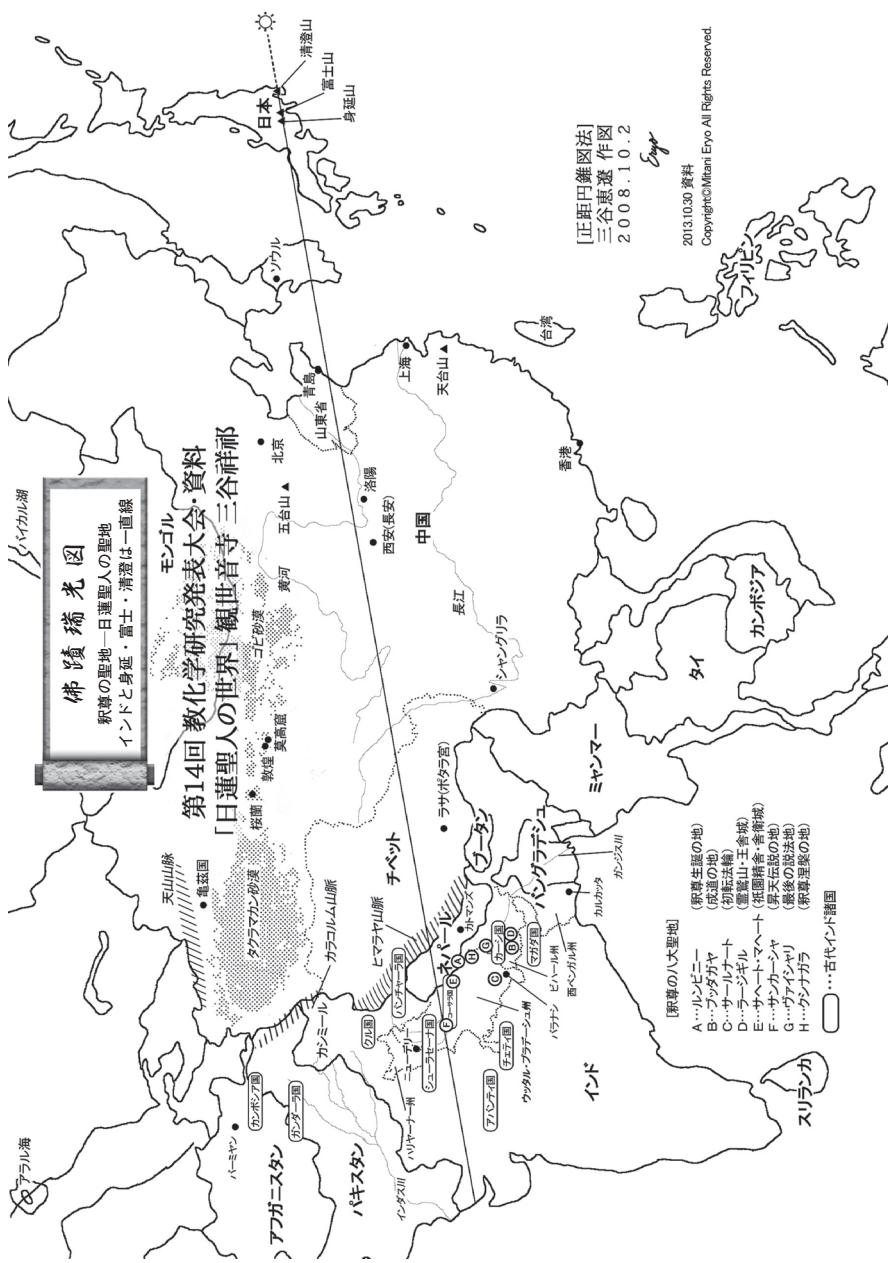 佛蹟瑞光図
釈尊の聖地―日蓮聖人の聖地
インドと身延・富士・清澄は一直線
第14回 教化学研究発表大会・資料
「日蓮聖人の世界」観世音寺 三谷祥祁
バイカル湖
モンゴル
アラル海
天山山脈
亀茲国
タクラマカン砂漠
桜蘭
敦煌
莫高窟
ゴビ砂漠
黄河
五台山
北京
山東省
青島
ソウル
日本
清澄山
富士山
身延山
洛陽
西安(長安)
中国
長江
上海
天台山
台湾
香港
フィリピン
シャングリラ
チベット
ラサ(ポタラ宮)
ブータン
バングラデシュ
ミャンマー
タイ
カンボジア
カラコルム山脈
ヒマラヤ山脈
ネパール
カトマンズ
カシミール
バーミヤン
カンボジア国
ガンダーラ国
アフガニスタン
パキスタン
インダス川
ハリヤーナー州
クル国
パンチャーラ国
ニューデリー
シューラセーナ国
コーサラ国
F
E
A
H
G
C
B
D
カーシ国
マガダ国
チェティ国
アバンティ国
ウッタル・プラデーシュ州
バラナシ
ビハール州
西ベンガル州
カルカッタ
ガンジス川
インド
スリランカ
[釈尊の八大聖地]
A…ルンビニー (釈尊生誕の地)
B…ブッダガヤ (成道の地)
C…サールナート (初転法輪)
D…ラージギル (霊鷲山・王舎城)
E…サヘート・マヘート (祇園精舎・舎衛城)
F…サンカーシャ (昇天伝説の地)
G…ヴァイシャリ (最後の説法地)
H…クシナガラ (釈尊涅槃の地)
…古代インド諸国
[正距円錐図法]
三谷恵遼 作図
2008.10.2
Eryo
2013.10.30 資料
Copyright©Mitani Eryo All Rights Reserved.